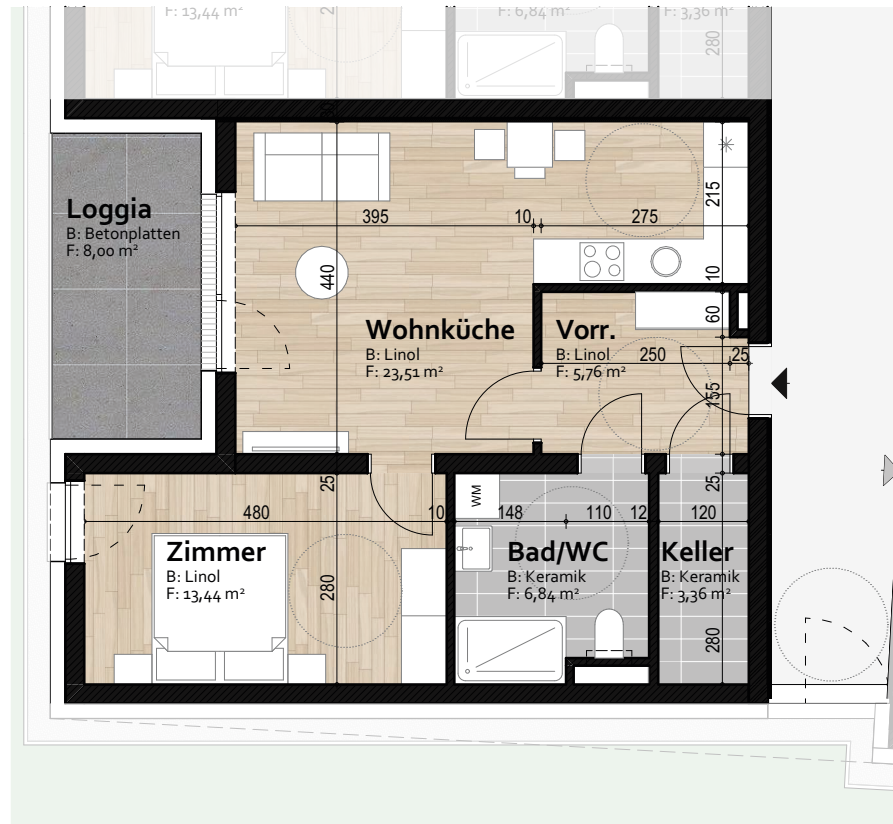 F: 13,44 m²
F: 6,84 m²
F: 3,36 m²
280
Loggia
B: Betonplatten
F: 8,00 m²
395
10
275
215
440
10
60
Wohnküche
B: Linol
F: 23,51 m²
Vorr.
B: Linol
F: 5,76 m²
250
25
155
25
25
480
10
WM
148
110
12
120
Zimmer
B: Linol
F: 13,44 m²
280
Bad/WC
B: Keramik
F: 6,84 m²
Keller
B: Keramik
F: 3,36 m²
280